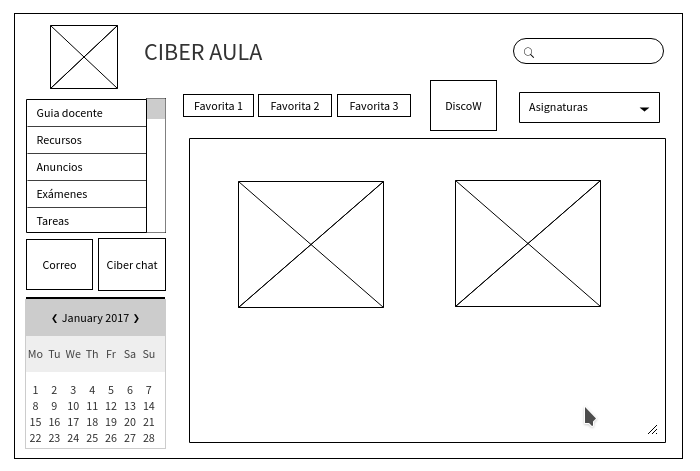 CIBER AULA
Favorita 1
Favorita 2
Favorita 3
DiscoW
Asignaturas
Guia docente
Recursos
Anuncios
Exámenes
Tareas
Correo
Ciber chat
❮ January 2017 ❯
Mo Tu We Th Fr Sa Su
1 2 3 4 5 6 7
8 9 10 11 12 13 14
15 16 17 18 19 20 21
22 23 24 25 26 27 28